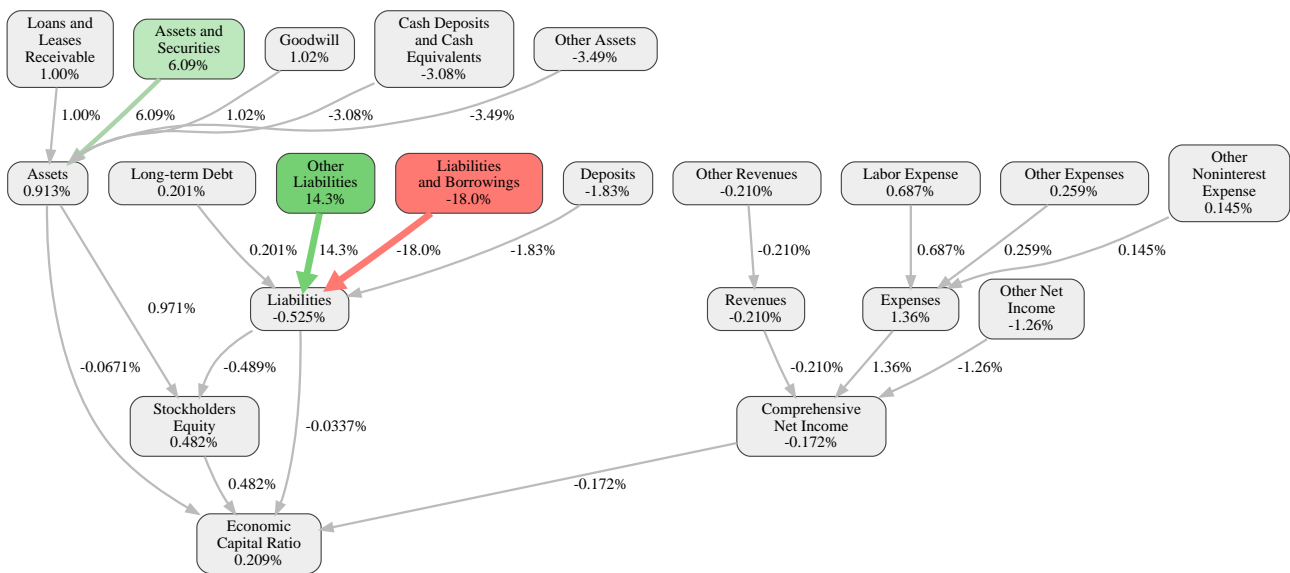 Loans and
Leases
Receivable
1.00%
Assets and
Securities
6.09%
Goodwill
1.02%
Cash Deposits
and Cash
Equivalents
-3.08%
Other Assets
-3.49%
1.00%
6.09%
1.02%
-3.08%
-3.49%
Assets
0.913%
Long-term Debt
0.201%
Other
Liabilities
14.3%
Liabilities
and Borrowings
-18.0%
Deposits
-1.83%
Other Revenues
-0.210%
Labor Expense
0.687%
Other Expenses
0.259%
Other
Noninterest
Expense
0.145%
0.201%
14.3%
-18.0%
-1.83%
-0.210%
0.687%
0.259%
0.145%
0.971%
Liabilities
-0.525%
Revenues
-0.210%
Expenses
1.36%
Other Net
Income
-1.26%
-0.0671%
-0.489%
-0.210%
1.36%
-1.26%
Stockholders
Equity
0.482%
-0.0337%
Comprehensive
Net Income
-0.172%
0.482%
-0.172%
Economic
Capital Ratio
0.209%